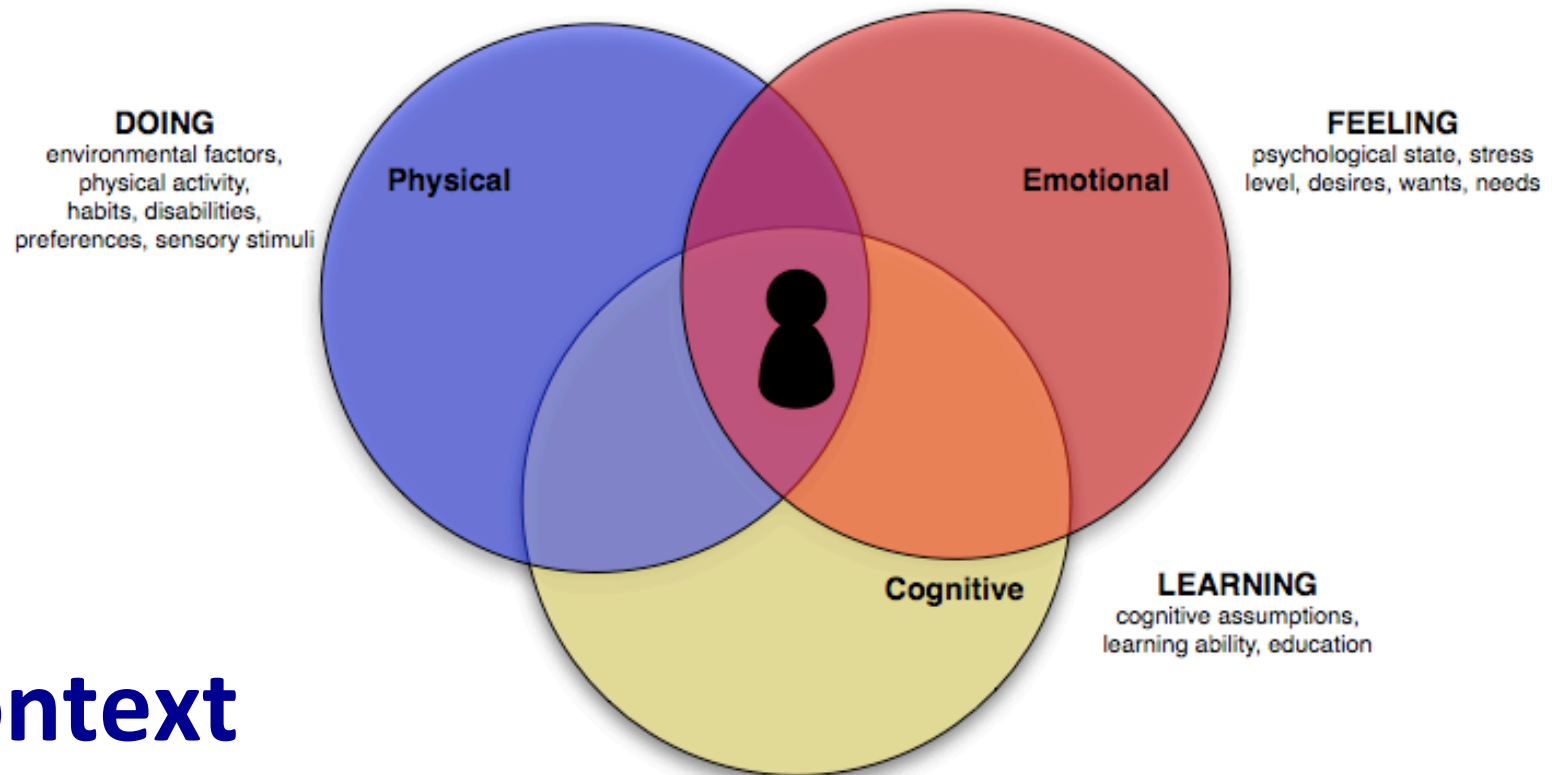 DOING
environmental factors,
physical activity,
habits, disabilities,
preferences, sensory stimuli
Physical
Emotional
FEELING
psychological state, stress
level, desires, wants, needs
Cognitive
LEARNING
cognitive assumptions,
learning ability, education
ntext